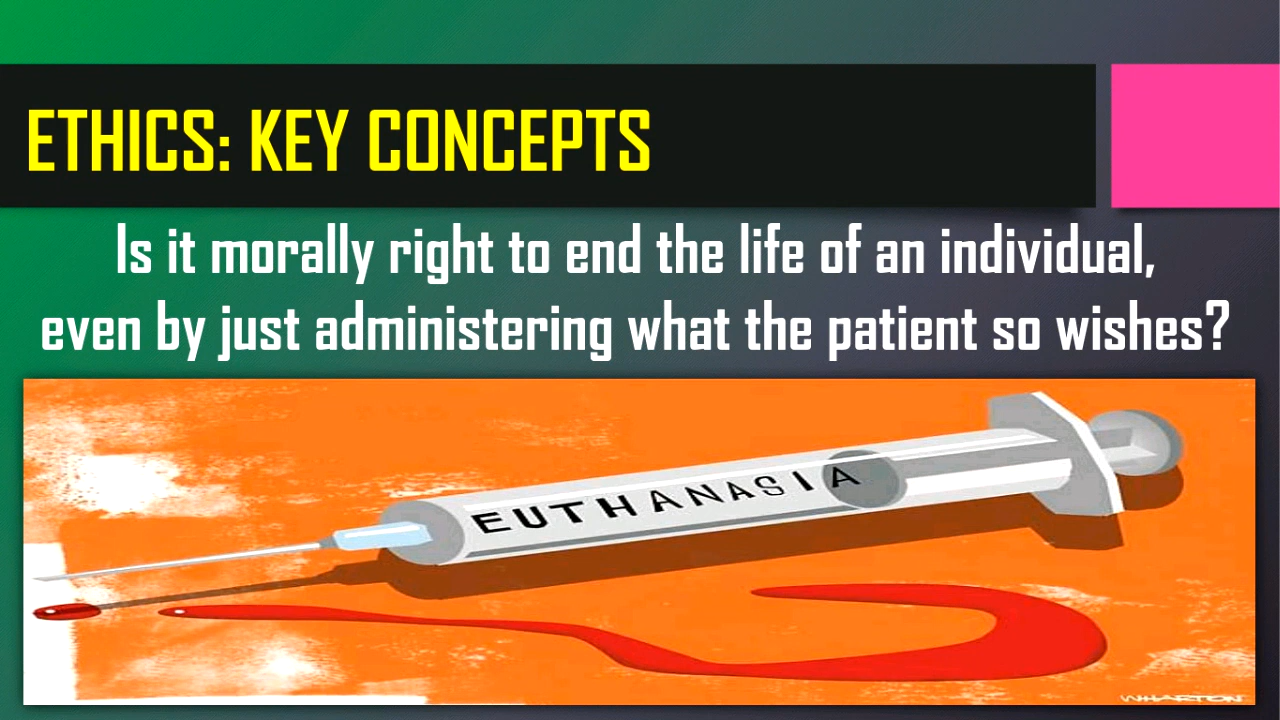 ETHICS: KEY CONCEPTS
Is it morally right to end the life of an individual,
even by just administering what the patient so wishes?
EUTHANASIA
WHARTON